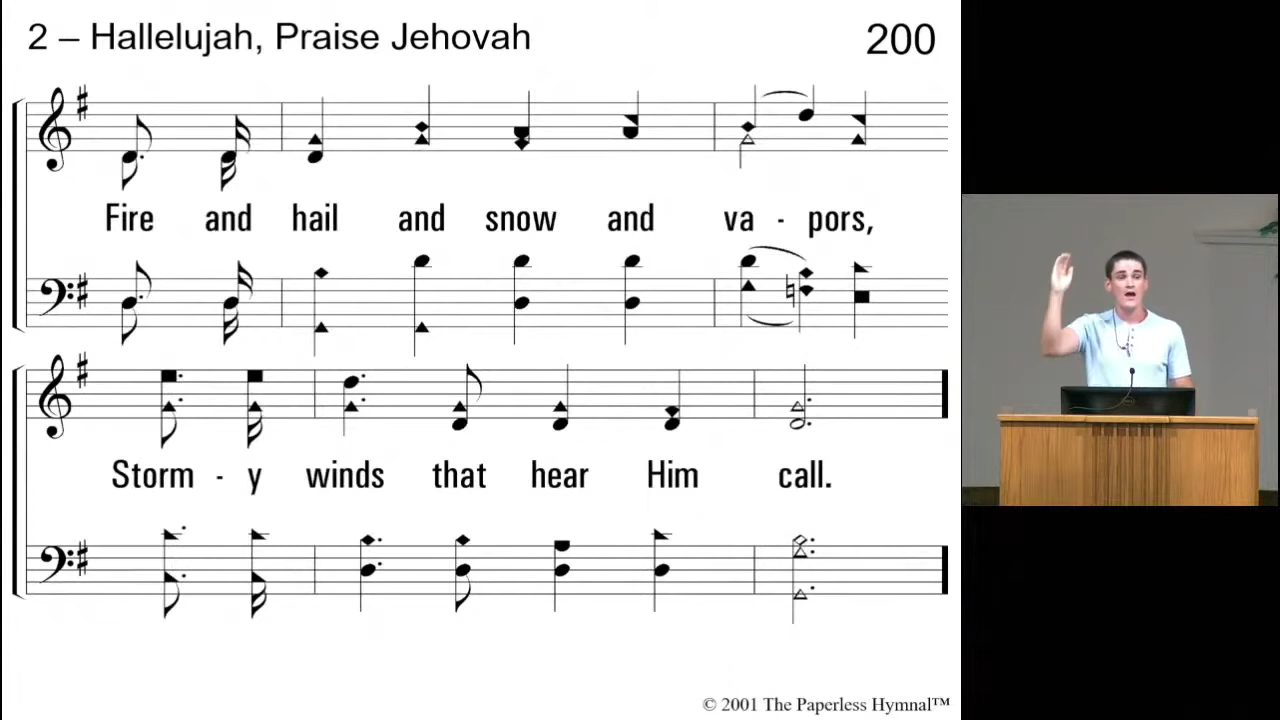 2 – Hallelujah, Praise Jehovah 200
Fire and hail and snow and va - pors,
Storm - y winds that hear Him call.
© 2001 The Paperless Hymnal™